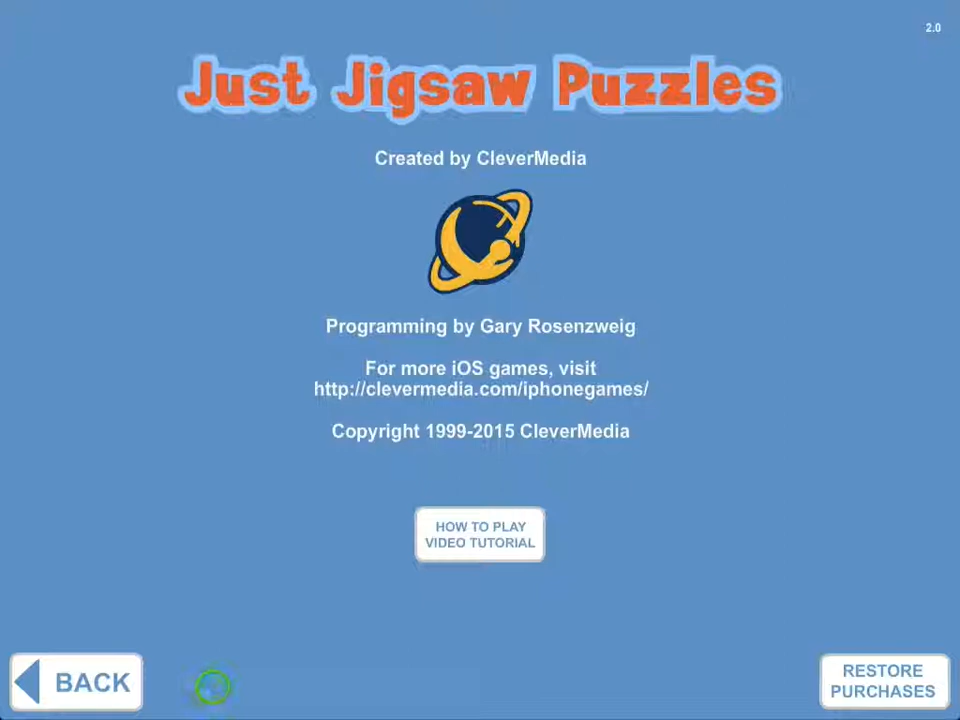 2.0
Just Jigsaw Puzzles
Created by CleverMedia
Programming by Gary Rosenzweig
For more iOS games, visit
http://clevermedia.com/iphonegames/
Copyright 1999-2015 CleverMedia
HOW TO PLAY
VIDEO TUTORIAL
BACK
RESTORE
PURCHASES